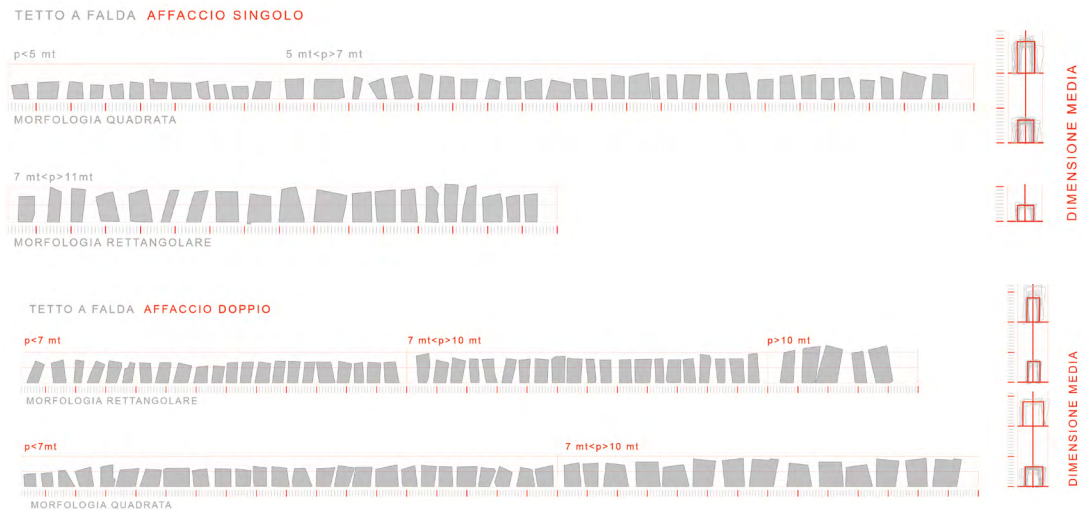 TETTO A FALDA AFFACCIO SINGOLO
p<5 mt 5 mt<p>7 mt
MORFOLOGIA QUADRATA
7 mt<p>11mt
MORFOLOGIA RETTANGOLARE
DIMENSIONE MEDIA
TETTO A FALDA AFFACCIO DOPPIO
p<7 mt 7 mt<p>10 mt p>10 mt
MORFOLOGIA RETTANGOLARE
p<7mt 7 mt<p>10 mt
MORFOLOGIA QUADRATA
DIMENSIONE MEDIA